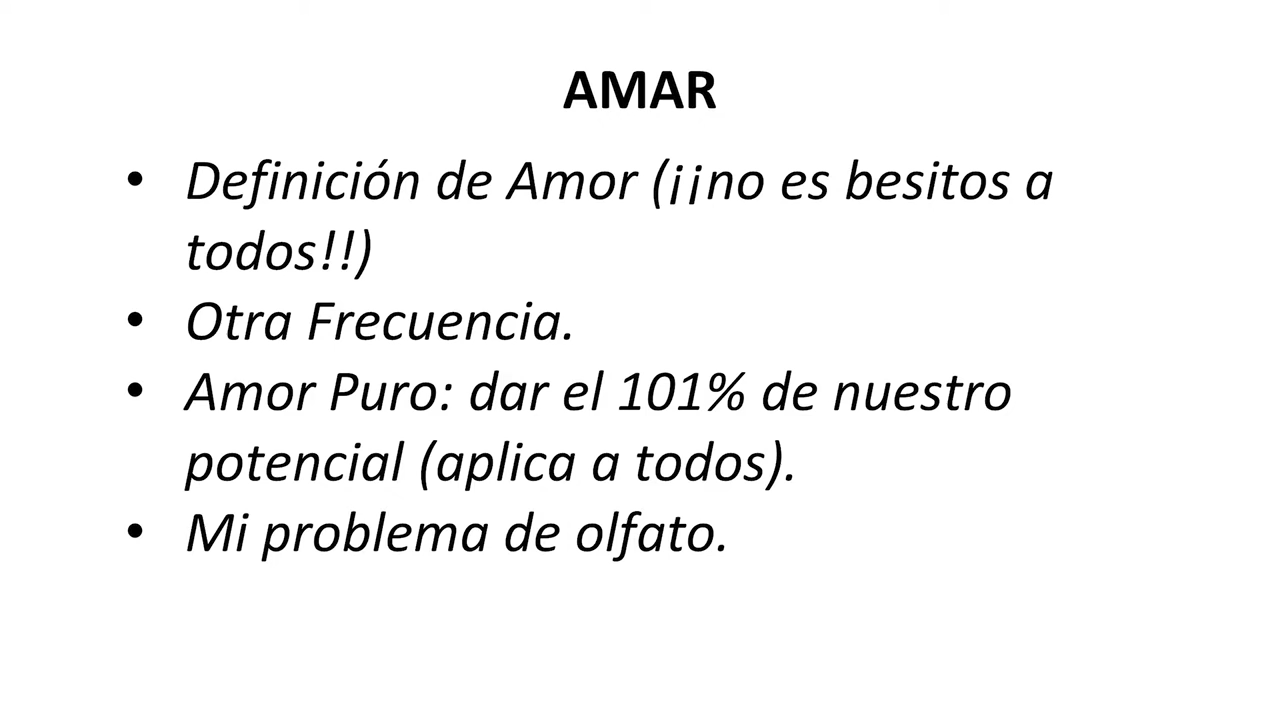 AMAR
• Definición de Amor (¡¡no es besitos a
todos!!)
• Otra Frecuencia.
• Amor Puro: dar el 101% de nuestro
potencial (aplica a todos).
• Mi problema de olfato.